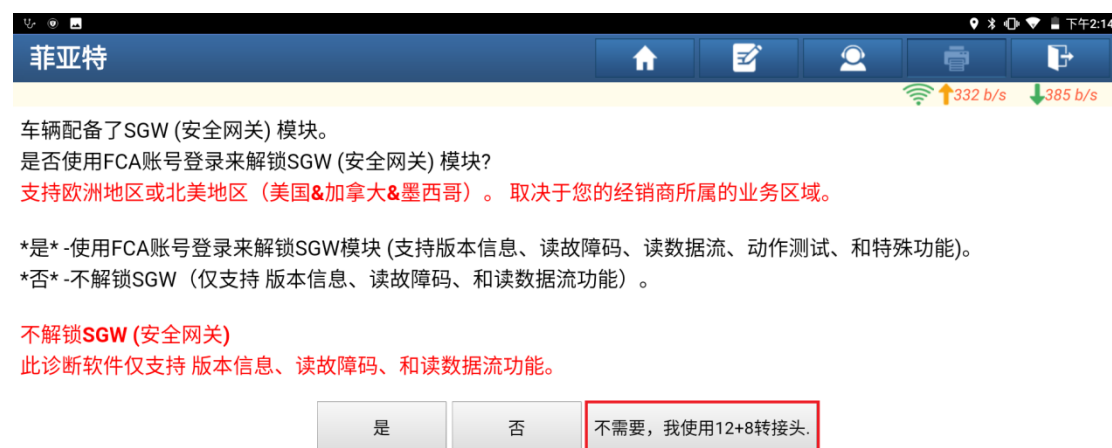 下午2:14
菲亚特
332 b/s 385 b/s
车辆配备了SGW (安全网关) 模块。
是否使用FCA账号登录来解锁SGW (安全网关) 模块?
支持欧洲地区或北美地区（美国&加拿大&墨西哥）。 取决于您的经销商所属的业务区域。
*是* -使用FCA账号登录来解锁SGW模块 (支持版本信息、读故障码、读数据流、动作测试、和特殊功能)。
*否* -不解锁SGW（仅支持 版本信息、读故障码、和读数据流功能）。
不解锁SGW (安全网关)
此诊断软件仅支持 版本信息、读故障码、和读数据流功能。
是 否 不需要，我使用12+8转接头.